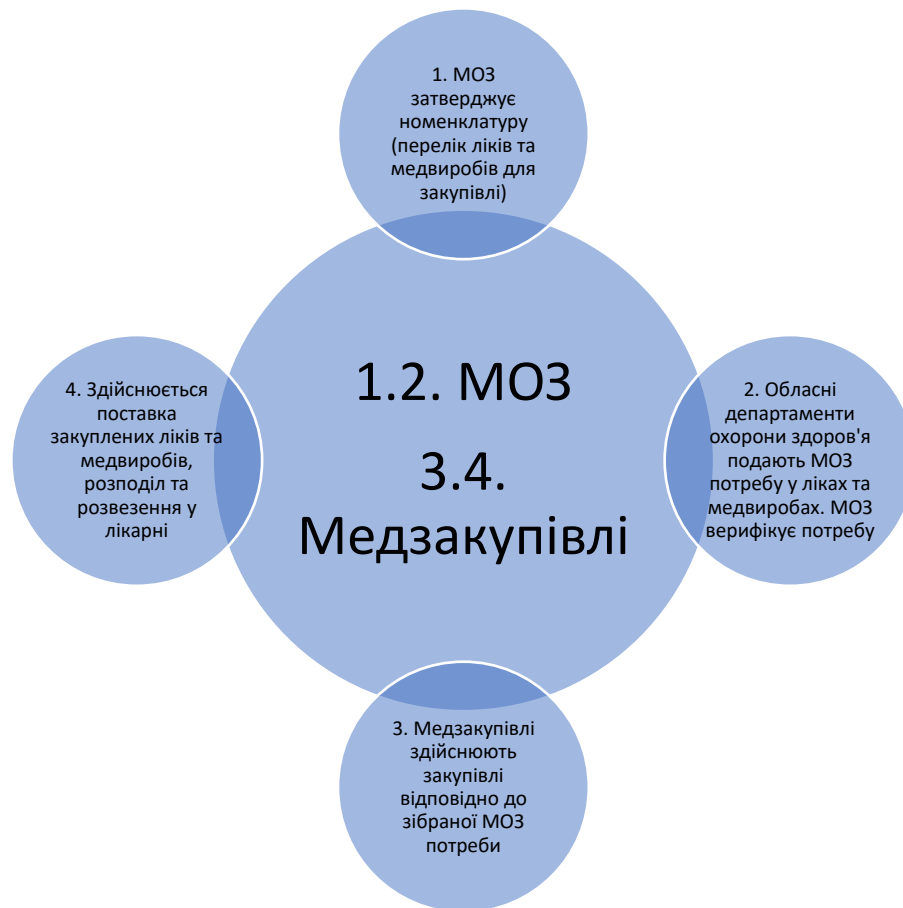 1. МОЗ
затверджує
номенклатуру
(перелік ліків та
медвиробів для
закупівлі)
1.2. МОЗ
3.4.
Медзакупівлі
2. Обласні
департаменти
охорони здоров'я
подають МОЗ
потребу у ліках та
медвиробах. МОЗ
верифікує потребу
3. Медзакупівлі
здійснюють
закупівлі
відповідно до
зібраної МОЗ
потреби
4. Здійснюється
поставка
закуплених ліків та
медвиробів,
розподіл та
розвезення у
лікарні